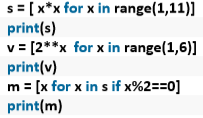 s = [ x*x for x in range(1,11)]
print(s)
v = [2**x  for x in range(1,6)]
print(v)
m = [x for x in s if x%2==0]
print(m)